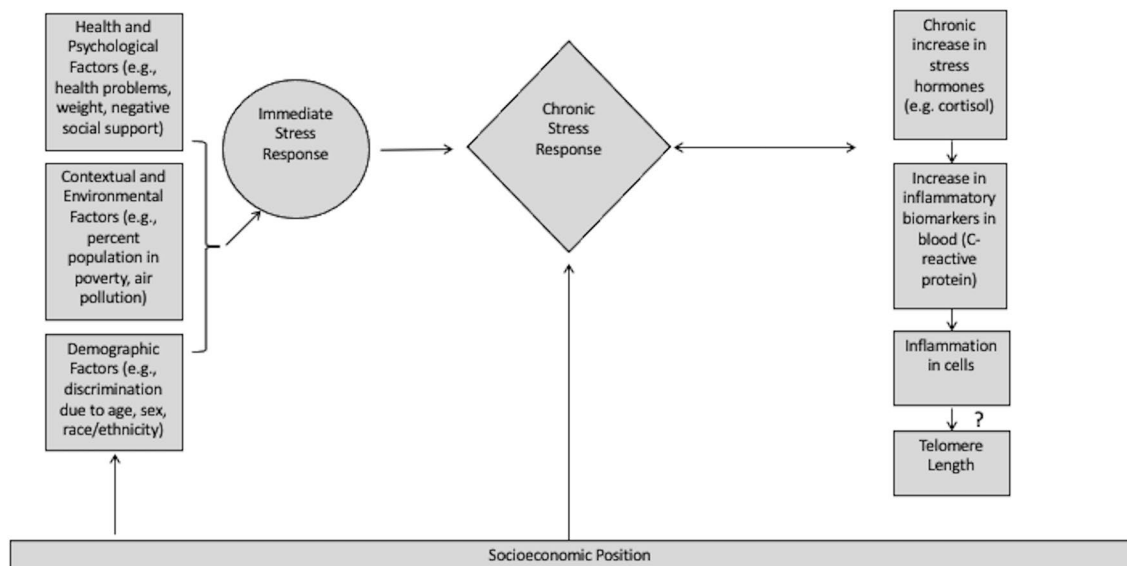 Health and
Psychological
Factors (e.g.,
health problems,
weight, negative
social support)
Contextual and
Environmental
Factors (e.g.,
percent
population in
poverty, air
pollution)
Demographic
Factors (e.g.,
discrimination
due to age, sex,
race/ethnicity)
Immediate
Stress
Response
Chronic
Stress
Response
Chronic
increase in
stress
hormones
(e.g. cortisol)
Increase in
inflammatory
biomarkers in
blood (C-
reactive
protein)
Inflammation
in cells
?
Telomere
Length
Socioeconomic Position